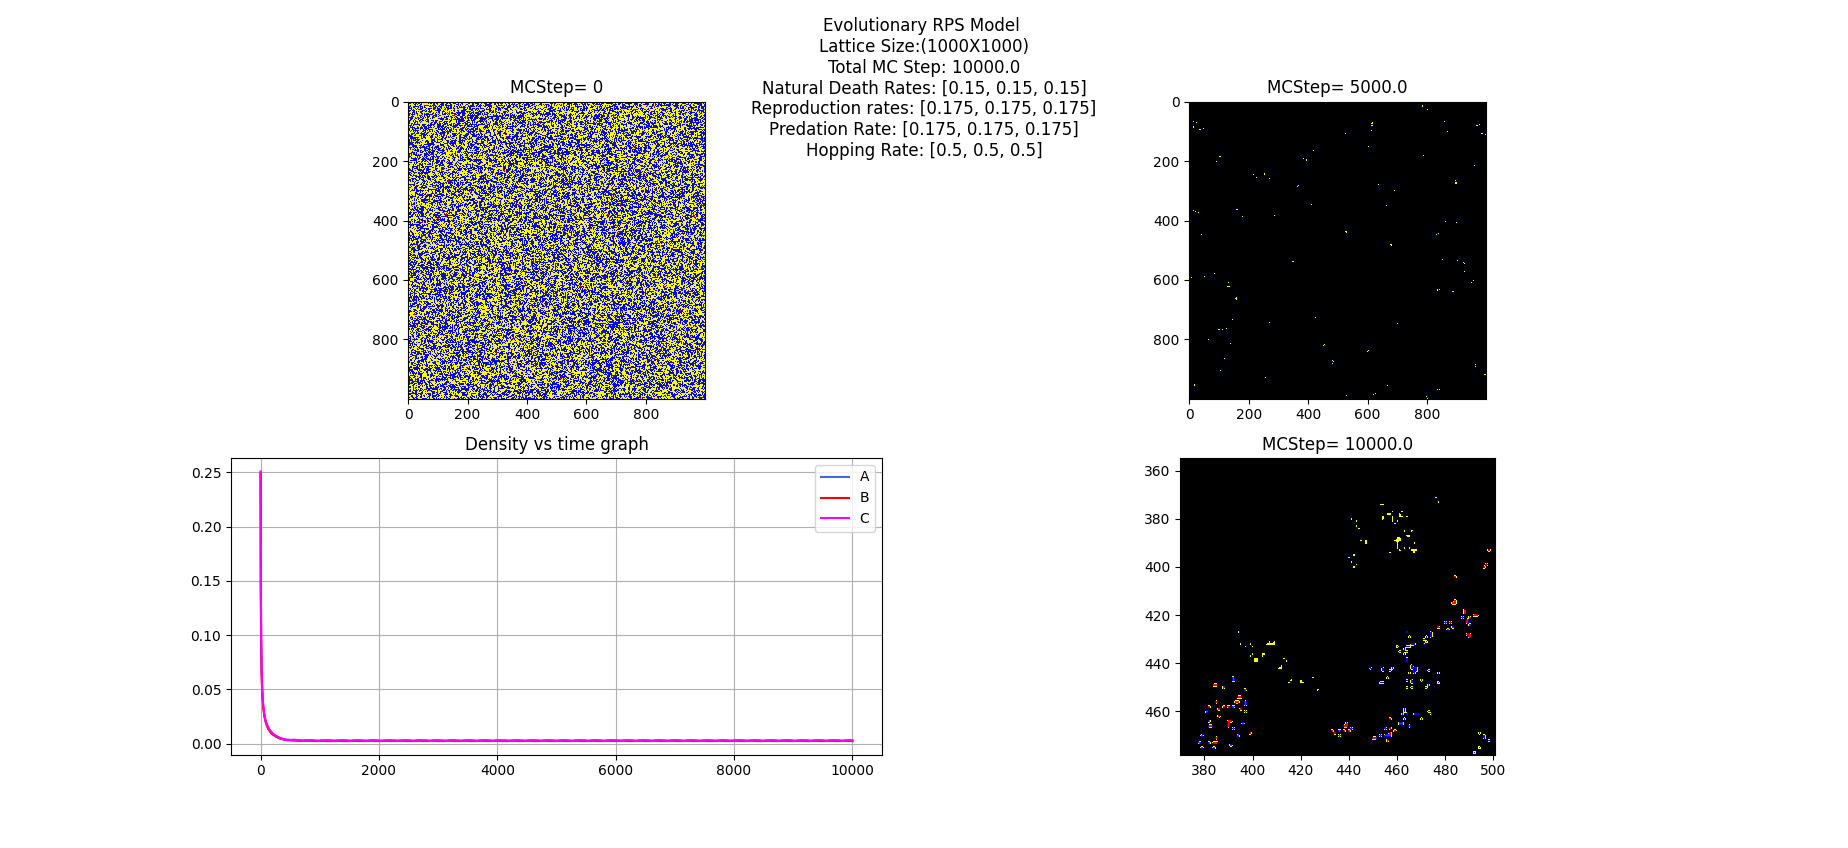 Evolutionary RPS Model
Lattice Size:(1000X1000)
Total MC Step: 10000.0
Natural Death Rates: [0.15, 0.15, 0.15]
Reproduction rates: [0.175, 0.175, 0.175]
Predation Rate: [0.175, 0.175, 0.175]
Hopping Rate: [0.5, 0.5, 0.5]
MCStep= 0
0
200
400
600
800
0 200 400 600 800
MCStep= 5000.0
0
200
400
600
800
0 200 400 600 800
Density vs time graph
0.25
0.20
0.15
0.10
0.05
0.00
0 2000 4000 6000 8000 10000
A
B
C
MCStep= 10000.0
360
380
400
420
440
460
380 400 420 440 460 480 500